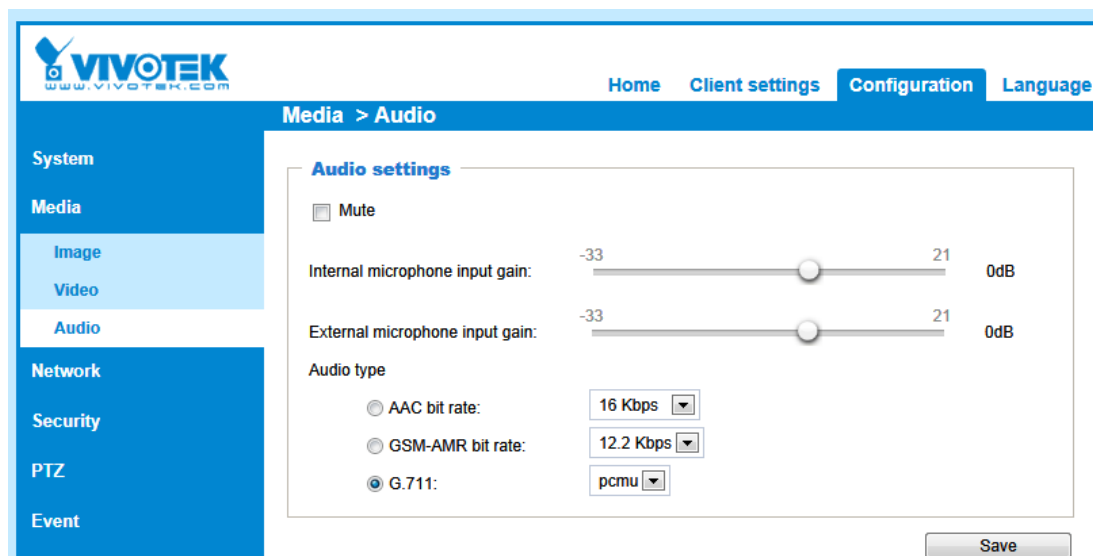 VIVOTEK
www.vivotek.com
Home Client settings Configuration Language
Media > Audio
System
Media
Image
Video
Audio
Network
Security
PTZ
Event
Audio settings
Mute
-33 21
Internal microphone input gain: 0dB
-33 21
External microphone input gain: 0dB
Audio type
AAC bit rate: 16 Kbps
GSM-AMR bit rate: 12.2 Kbps
G.711: pcmu
Save